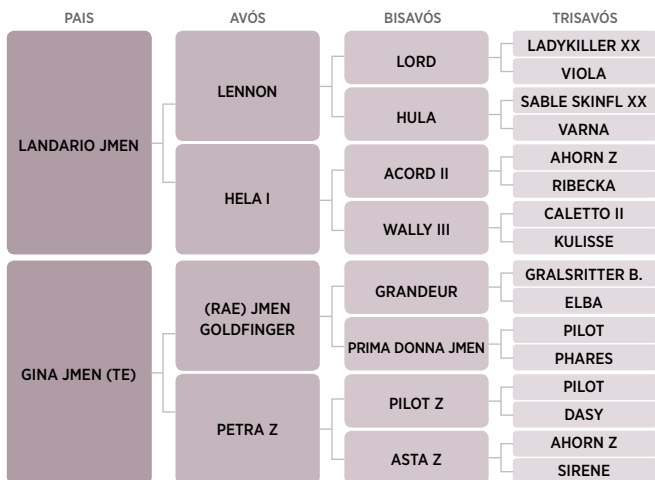 PAIS
AVÓS
BISAVÓS
TRISAVÓS
LANDARIO JMEN
LENNON
HELA I
LORD
HULA
ACORD II
WALLY III
LADYKILLER XX
VIOLA
SABLE SKINFL XX
VARNA
AHORN Z
RIBECKA
CALETTO II
KULISSE
GINA JMEN (TE)
(RAE) JMEN
GOLDFINGER
PETRA Z
GRANDEUR
PRIMA DONNA JMEN
PILOT Z
ASTA Z
GRALSRITTER B.
ELBA
PILOT
PHARES
PILOT
DASY
AHORN Z
SIRENE